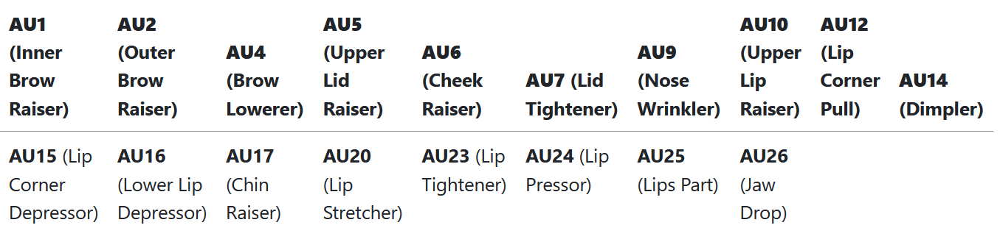 AU1 AU2 AU5 AU10 AU12
(Inner (Outer AU4 (Upper AU6 AU9 (Upper (Lip
Brow Brow (Brow Lid (Cheek AU7 (Lid (Nose Lip Corner AU14
Raiser) Raiser) Lowerer) Raiser) Raiser) Tightener) Wrinkler) Raiser) Pull) (Dimpler)
AU15 (Lip AU16 AU17 AU20 AU23 (Lip AU24 (Lip AU25 AU26
Corner (Lower Lip (Chin (Lip Tightener) Pressor) (Lips Part) (Jaw
Depressor) Depressor) Raiser) Stretcher) Drop)